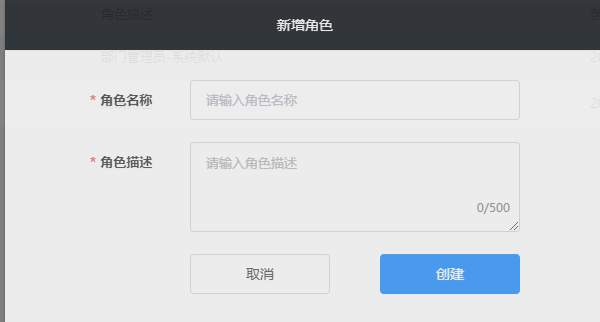 角色描述
新增角色
部门管理员-系统默认
* 角色名称
请输入角色名称
* 角色描述
请输入角色描述
0/500
取消
创建